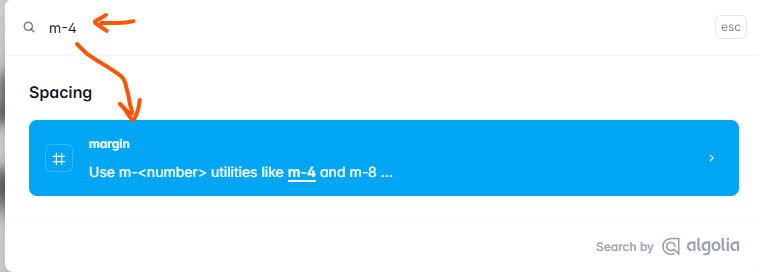 m-4
esc
Spacing
margin
Use m-<number> utilities like m-4 and m-8 ...
Search by algolia